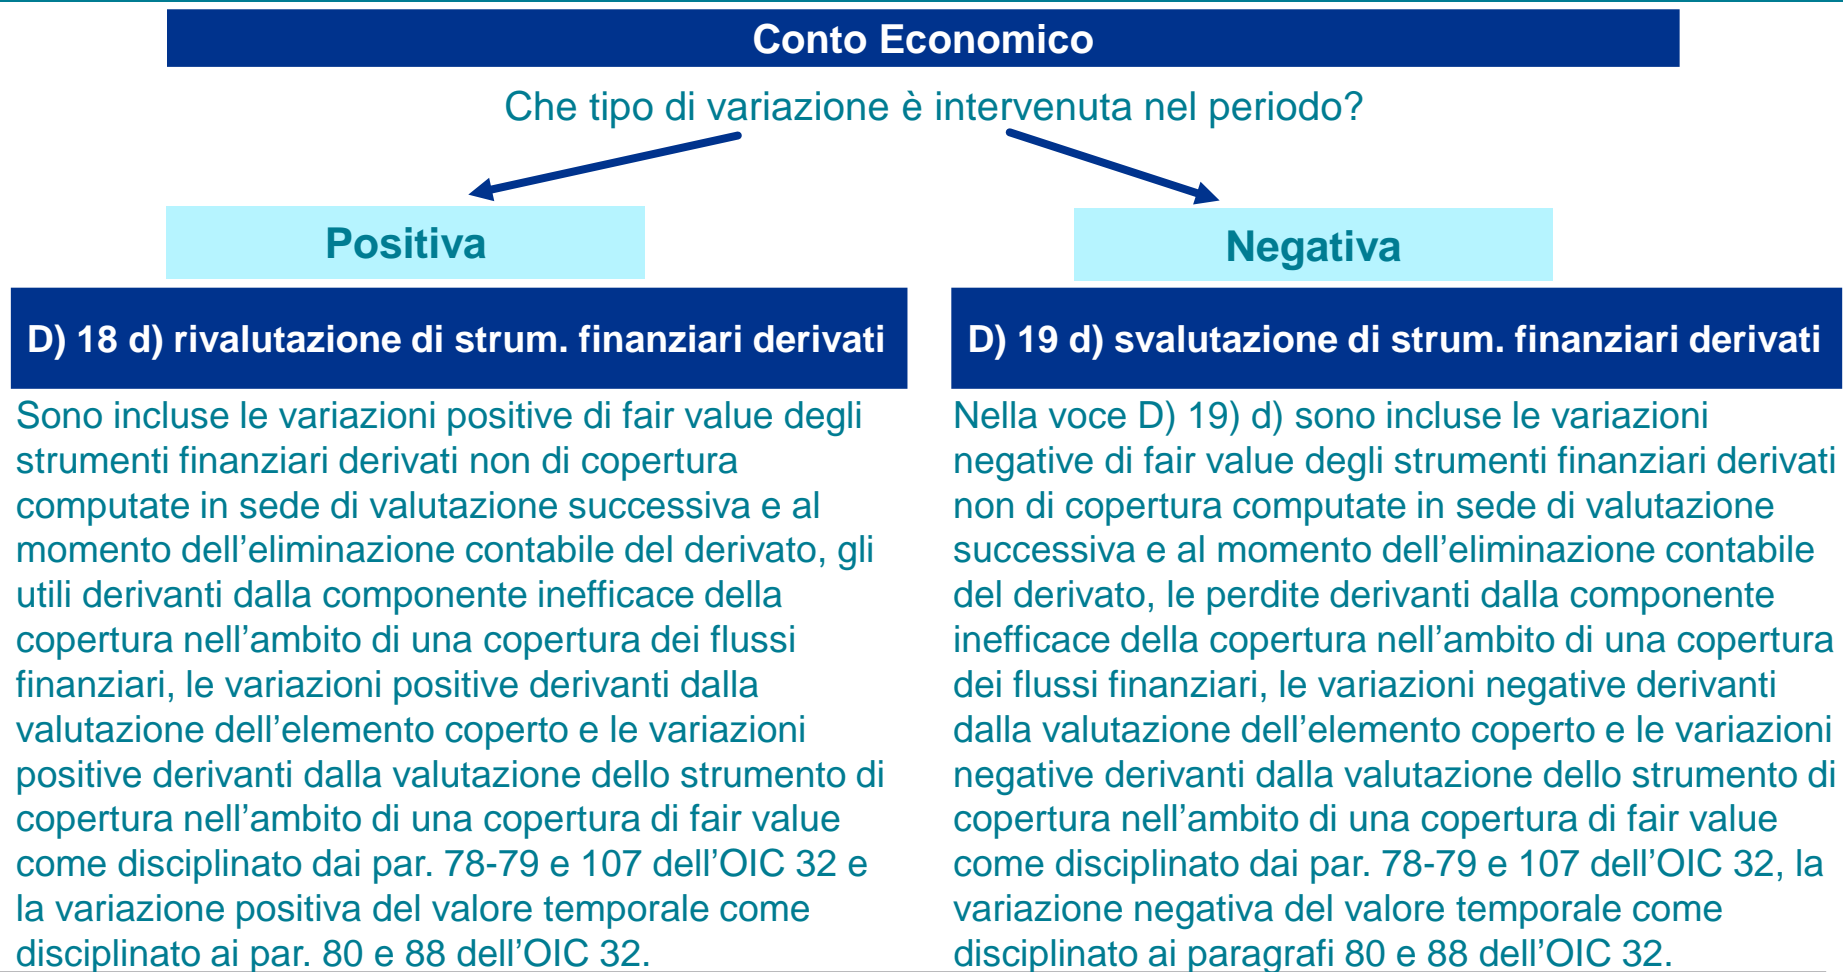 Conto Economico
Che tipo di variazione è intervenuta nel periodo?
Positiva
Negativa
D) 18 d) rivalutazione di strum. finanziari derivati
Sono incluse le variazioni positive di fair value degli
strumenti finanziari derivati non di copertura
computate in sede di valutazione successiva e al
momento dell’eliminazione contabile del derivato, gli
utili derivanti dalla componente inefficace della
copertura nell’ambito di una copertura dei flussi
finanziari, le variazioni positive derivanti dalla
valutazione dell’elemento coperto e le variazioni
positive derivanti dalla valutazione dello strumento di
copertura nell’ambito di una copertura di fair value
come disciplinato dai par. 78-79 e 107 dell’OIC 32 e
la variazione positiva del valore temporale come
disciplinato ai par. 80 e 88 dell’OIC 32.
D) 19 d) svalutazione di strum. finanziari derivati
Nella voce D) 19) d) sono incluse le variazioni
negative di fair value degli strumenti finanziari derivati
non di copertura computate in sede di valutazione
successiva e al momento dell’eliminazione contabile
del derivato, le perdite derivanti dalla componente
inefficace della copertura nell’ambito di una copertura
dei flussi finanziari, le variazioni negative derivanti
dalla valutazione dell’elemento coperto e le variazioni
negative derivanti dalla valutazione dello strumento di
copertura nell’ambito di una copertura di fair value
come disciplinato dai par. 78-79 e 107 dell’OIC 32, la
variazione negativa del valore temporale come
disciplinato ai paragrafi 80 e 88 dell’OIC 32.